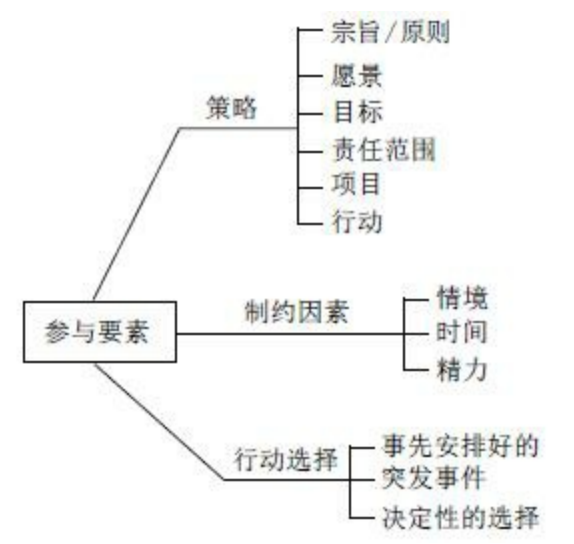 策略
宗旨/原则
愿景
目标
责任范围
项目
行动
参与要素
制约因素
情境
时间
精力
行动选择
事先安排好的
突发事件
决定性的选择